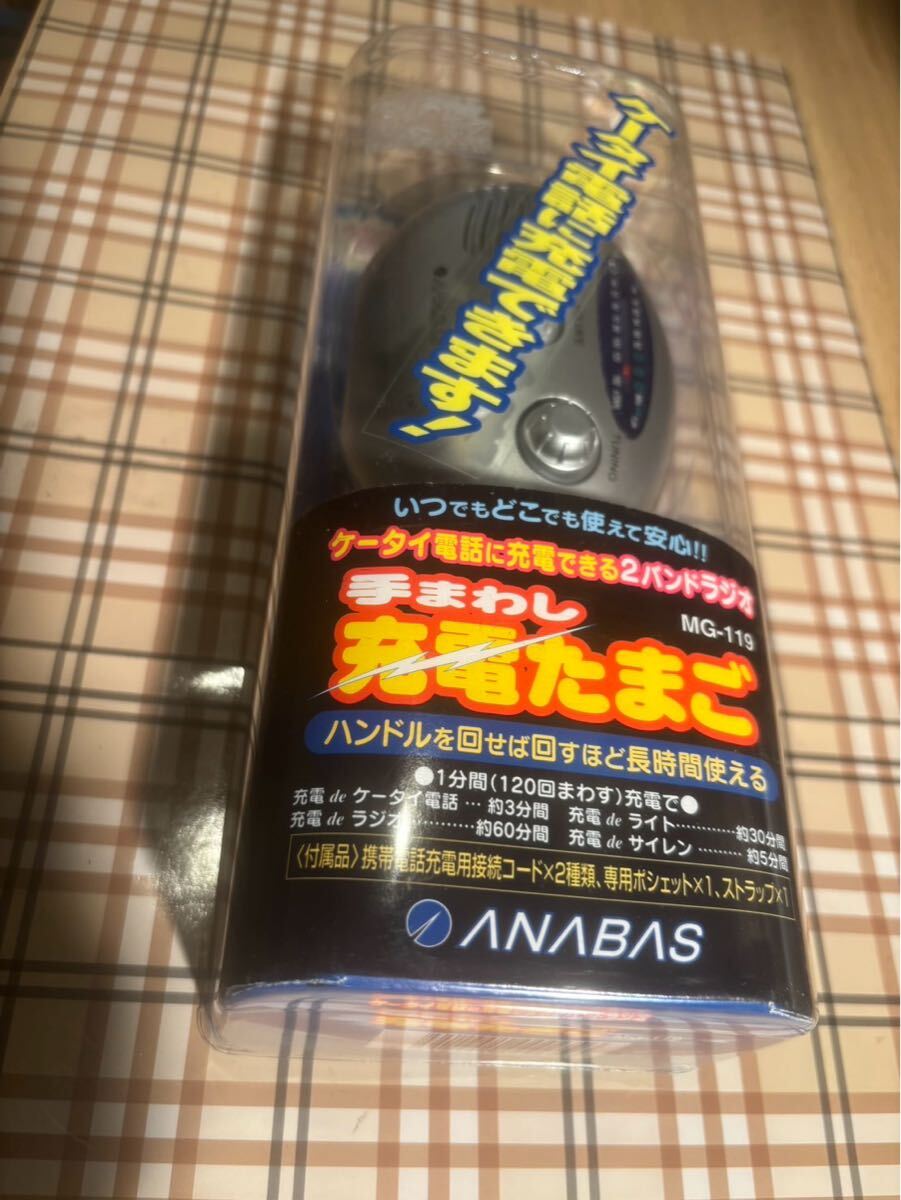 ケータイ電話に
充電できます!
TUNING
いつでもどこでも使えて安心!!
ケータイ電話に充電できる2バンドラジオ
手まわし
MG-119
充電たまご
ハンドルを回せば回すほど長時間使える
●1分間(120回まわす)充電で●
充電 de ケータイ電話 … 約3分間 充電 de ライト…………約30分間
充電 de ラジオ…………約60分間 充電 de サイレン ………約5分間
〈付属品〉携帯電話充電用接続コード×2種類、専用ポシェット×1、ストラップ×1
ANABAS